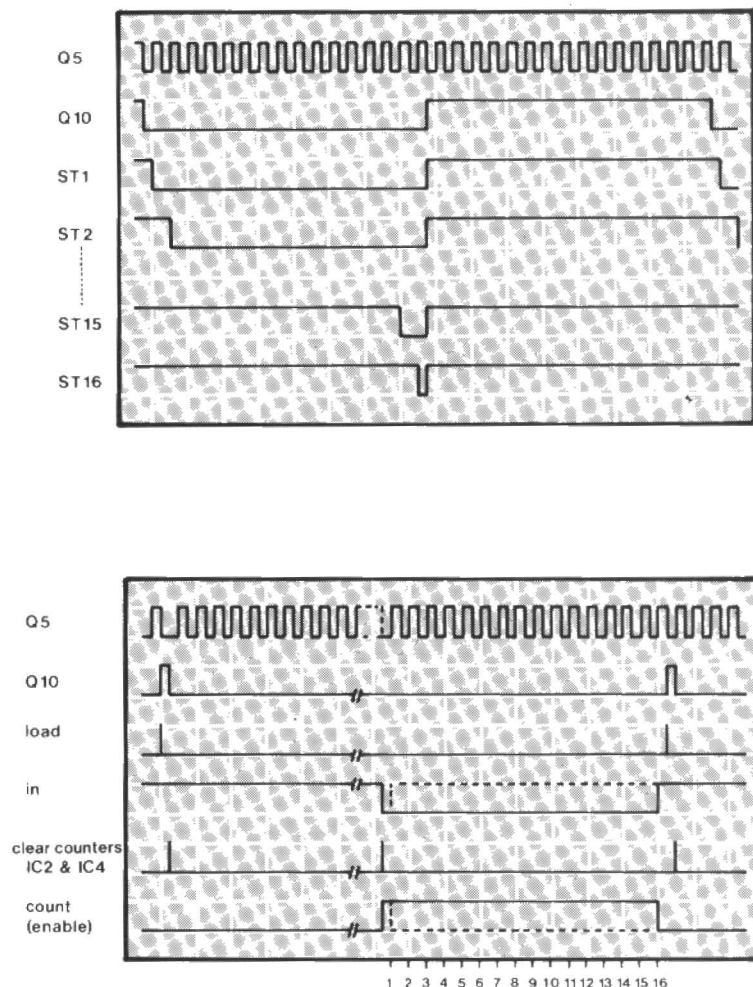 Q5
Q10
ST1
ST2
ST15
ST16
Q5
Q10
load
in
clear counters
IC2 & IC4
count
(enable)
1 2 3 4 5 6 7 8 9 10 11 12 13 14 15 16